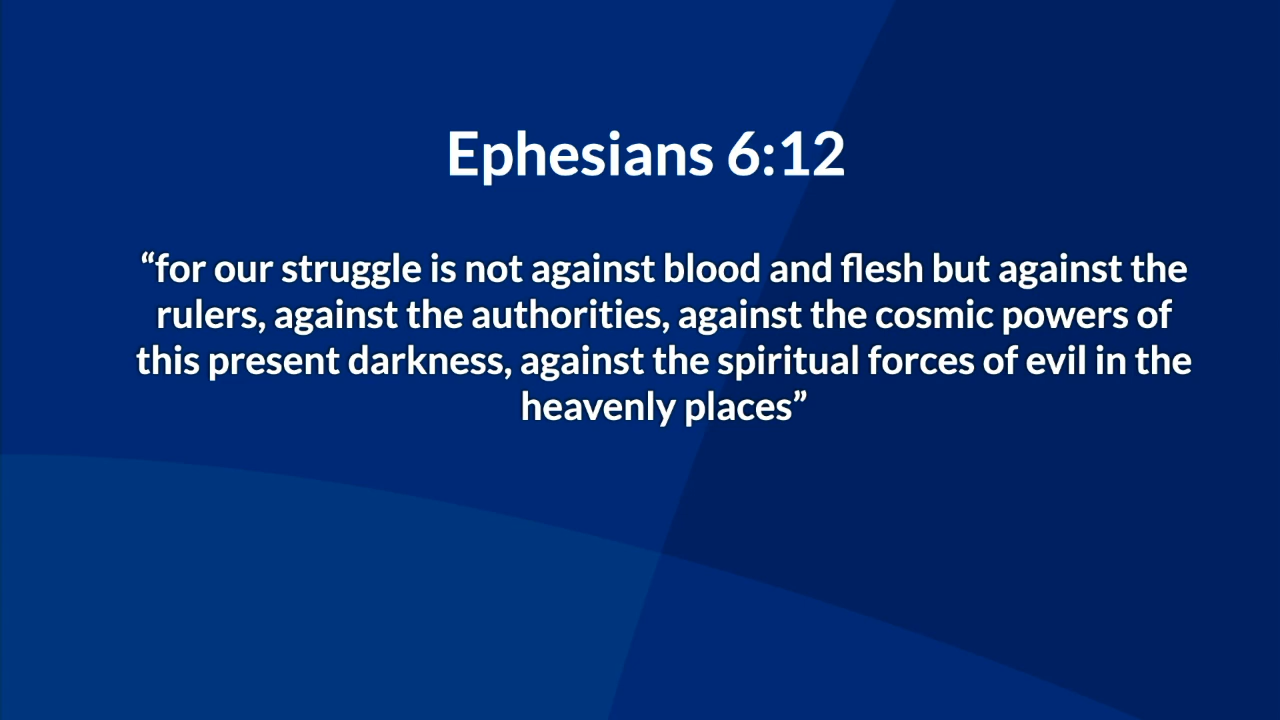 Ephesians 6:12
“for our struggle is not against blood and flesh but against the
rulers, against the authorities, against the cosmic powers of
this present darkness, against the spiritual forces of evil in the
heavenly places”